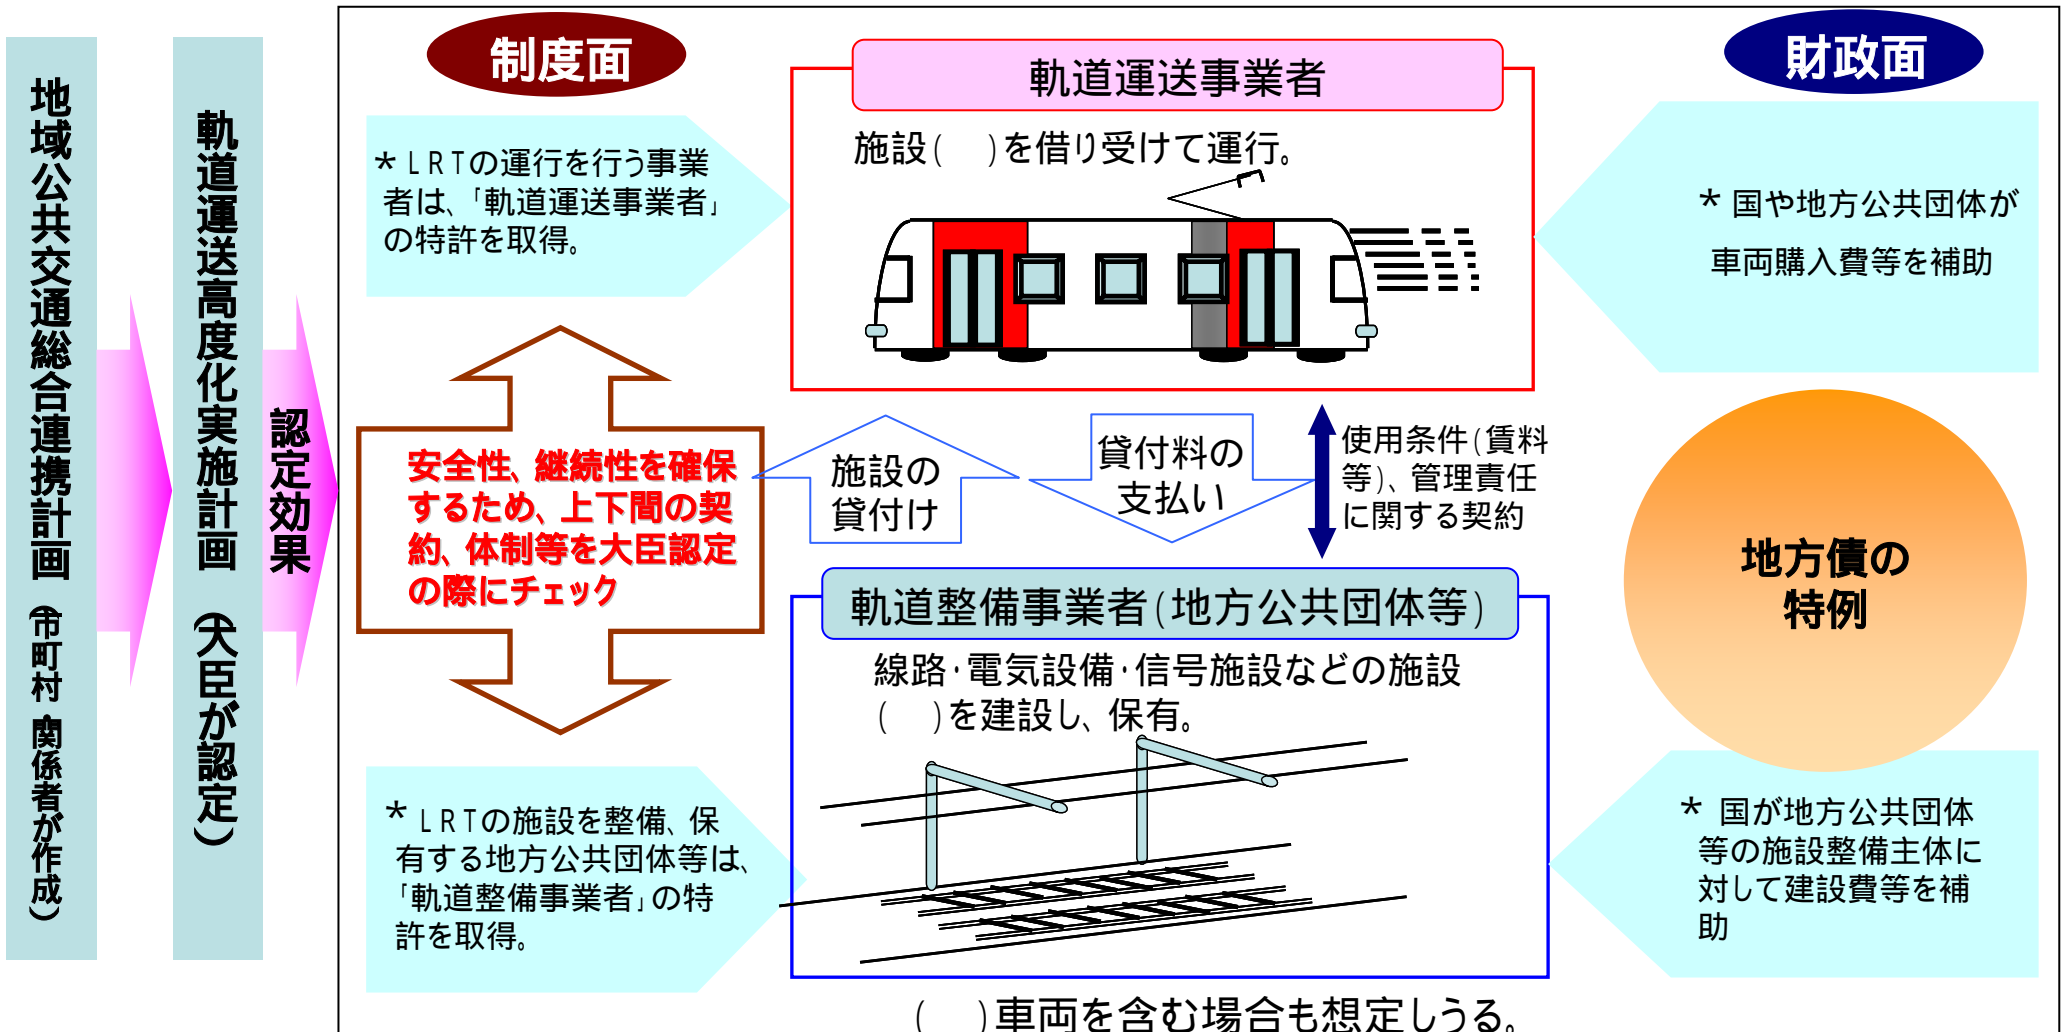 地域公共交通総合連携計画（市町村・関係者が作成）
軌道運送高度化実施計画（大臣が認定）
認定効果
制度面
＊LRTの運行を行う事業
者は、「軌道運送事業者」
の特許を取得。
安全性、継続性を確保
するため、上下間の契
約、体制等を大臣認定
の際にチェック
＊LRTの施設を整備、保
有する地方公共団体等は、
「軌道整備事業者」の特
許を取得。
軌道運送事業者
施設(　)を借り受けて運行。
施設の
貸付け
貸付料の
支払い
使用条件(賃料
等)、管理責任
に関する契約
軌道整備事業者(地方公共団体等)
線路・電気設備・信号施設などの施設
(　)を建設し、保有。
(　)車両を含む場合も想定しうる。
財政面
＊国や地方公共団体が
車両購入費等を補助
地方債の
特例
＊ 国が地方公共団体
等の施設整備主体に
対して建設費等を補
助